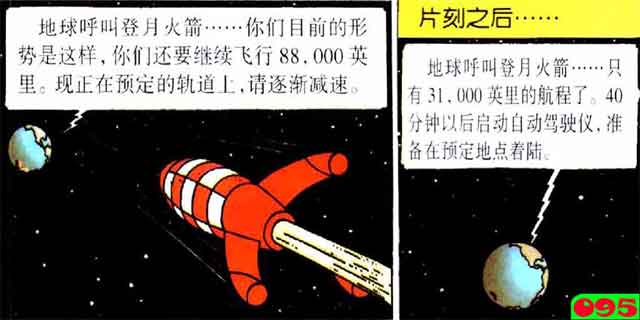 地球呼叫登月火箭……你们目前的形
势是这样,你们还要继续飞行88,000英
里。现正在预定的轨道上,请逐渐减速。
片刻之后……
地球呼叫登月火箭……只
有31,000英里的航程了。40
分钟以后启动自动驾驶仪,准
备在预定地点着陆。
095